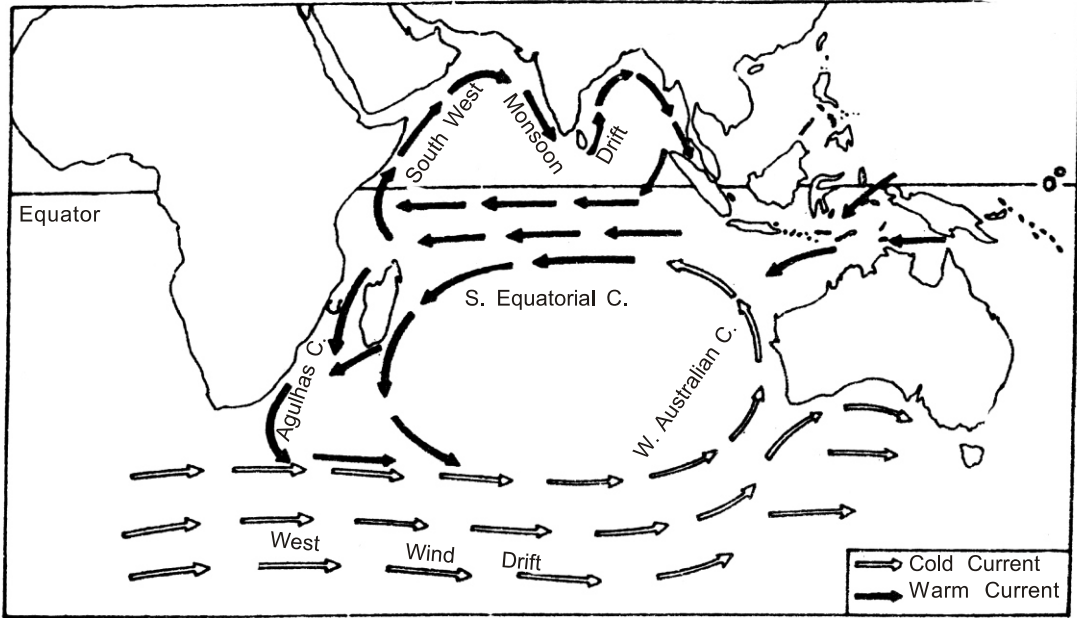 South West
Monsoon
Drift
0°
Equator
S. Equatorial C.
Agulhas C.
W. Australian C.
West Wind Drift
Cold Current
Warm Current